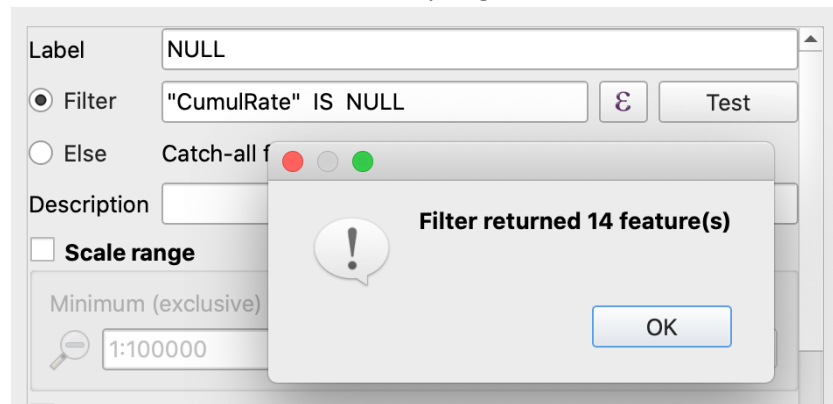 Label NULL
Filter "CumulRate" IS NULL ε Test
Else Catch-all f
Description
Filter returned 14 feature(s)
Scale range
Minimum (exclusive)
OK
1:100000